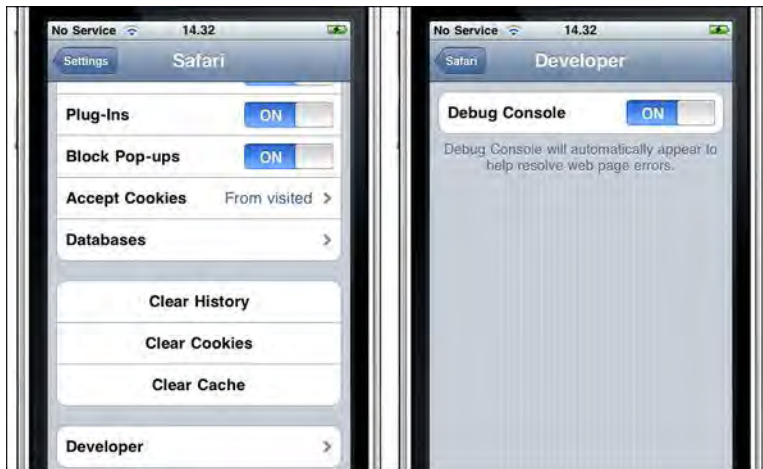 No Service 14.32
Settings Safari
Plug-Ins ON
Block Pop-ups ON
Accept Cookies From visited
Databases
Clear History
Clear Cookies
Clear Cache
Developer
No Service 14.32
Safari Developer
Debug Console ON
Debug Console will automatically appear to
help resolve web page errors.